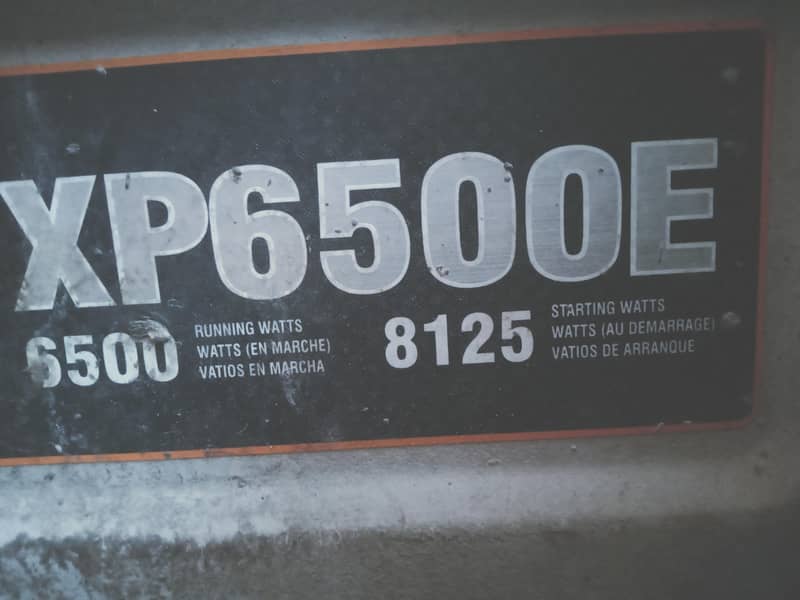 XP6500E
6500
RUNNING WATTS
WATTS (EN MARCHE)
VATIOS EN MARCHA
8125
STARTING WATTS
WATTS (AU DEMARRAGE)
VATIOS DE ARRANQUE